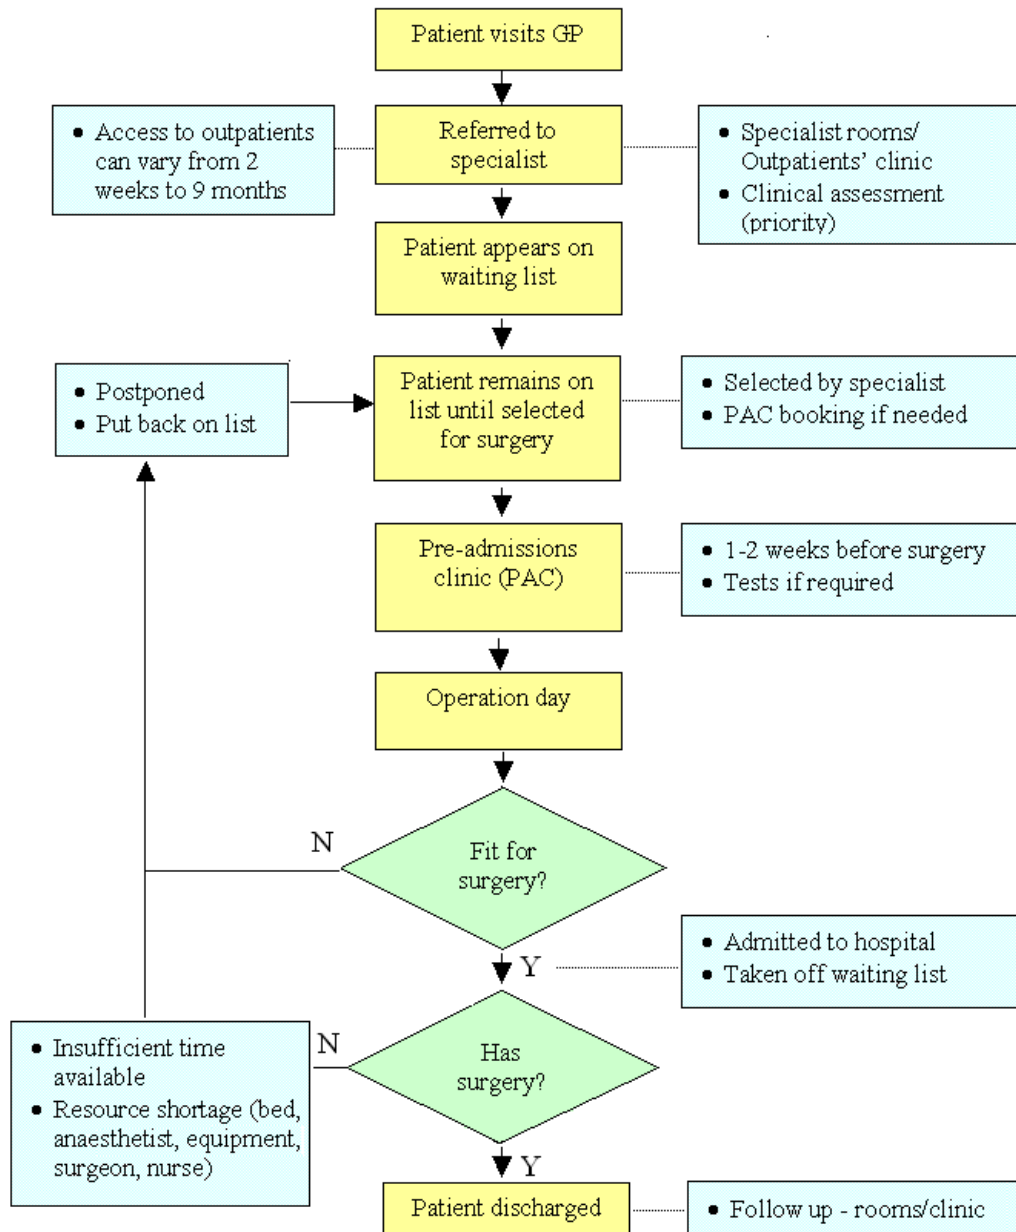 Patient visits GP
• Access to outpatients
can vary from 2
weeks to 9 months
Referred to
specialist
• Specialist rooms/
Outpatients’ clinic
• Clinical assessment
(priority)
Patient appears on
waiting list
• Postponed
• Put back on list
Patient remains on
list until selected
for surgery
• Selected by specialist
• PAC booking if needed
Pre-admissions
clinic (PAC)
• 1-2 weeks before surgery
• Tests if required
Operation day
N
Fit for
surgery?
Y
• Admitted to hospital
• Taken off waiting list
• Insufficient time
available
• Resource shortage (bed,
anaesthetist, equipment,
surgeon, nurse)
N
Has
surgery?
Y
Patient discharged
• Follow up - rooms/clinic